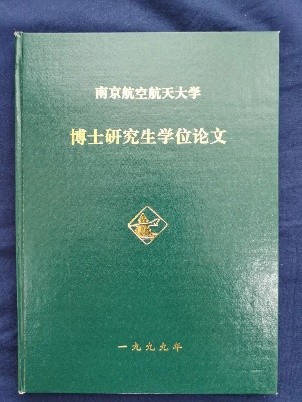 南京航空航天大学
博士研究生学位论文
一九九九年